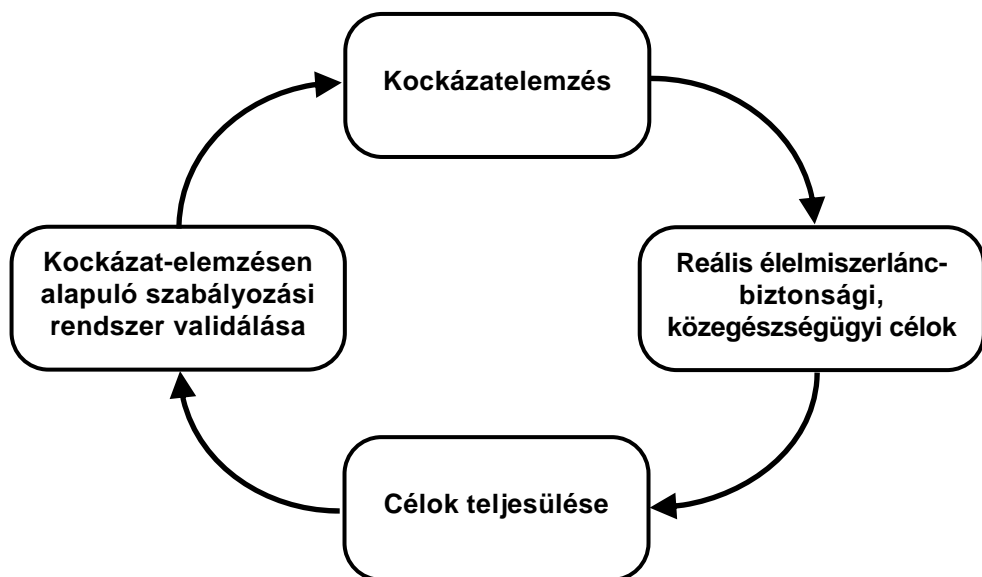 Kockázatelemzés
Kockázat-elemzésen
alapuló szabályozási
rendszer validálása
Reális élelmiszerlánc-
biztonsági,
közegészségügyi célok
Célok teljesülése